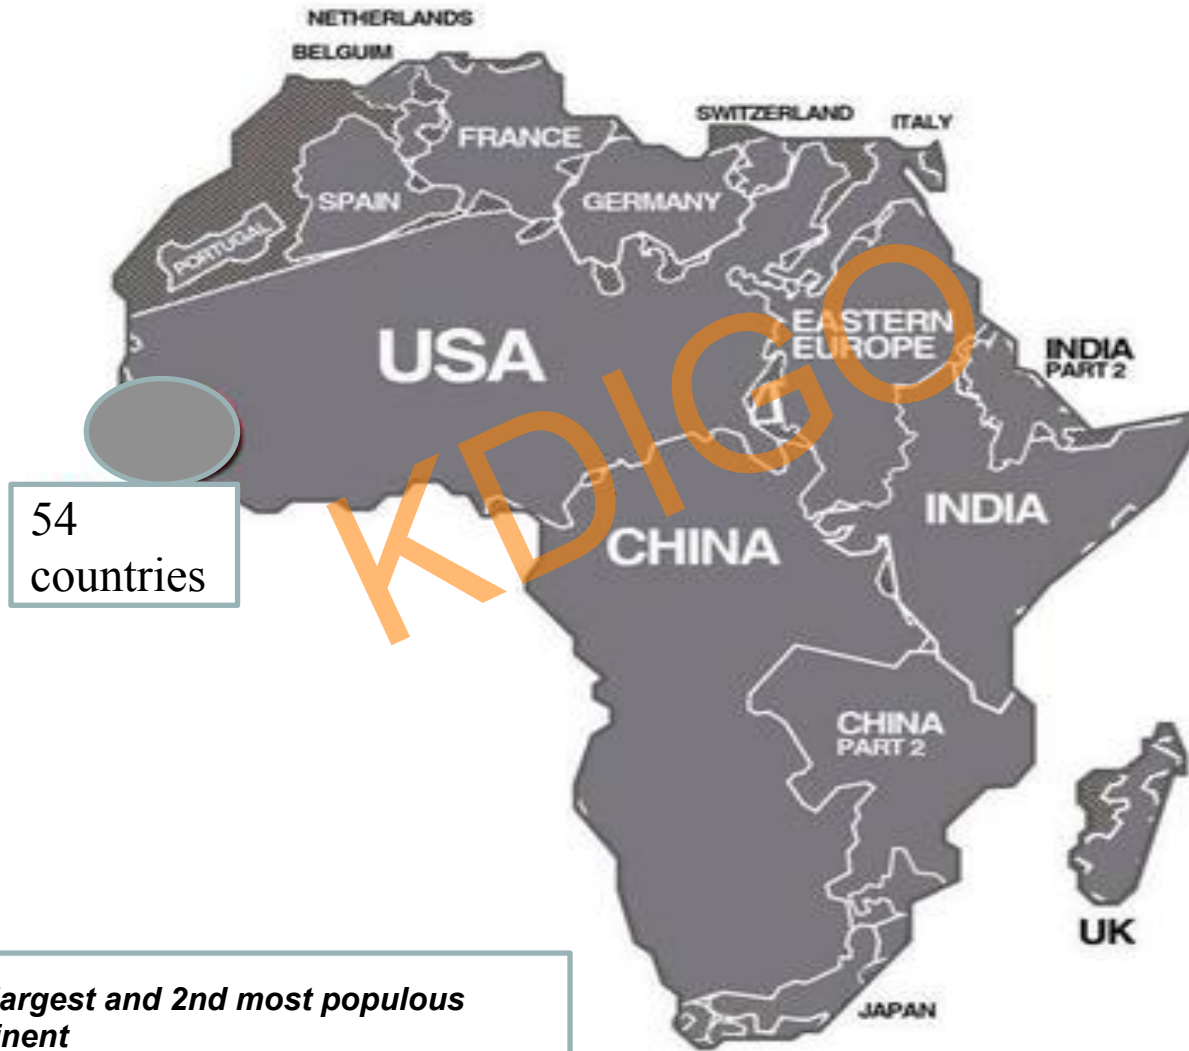 NETHERLANDS
BELGUIM
SWITZERLAND
ITALY
FRANCE
SPAIN
GERMANY
PORTUGAL
USA
EASTERN
EUROPE
INDIA
PART 2
KDIGO
54
countries
INDIA
CHINA
CHINA
PART 2
UK
JAPAN
argest and 2nd most populous
inent